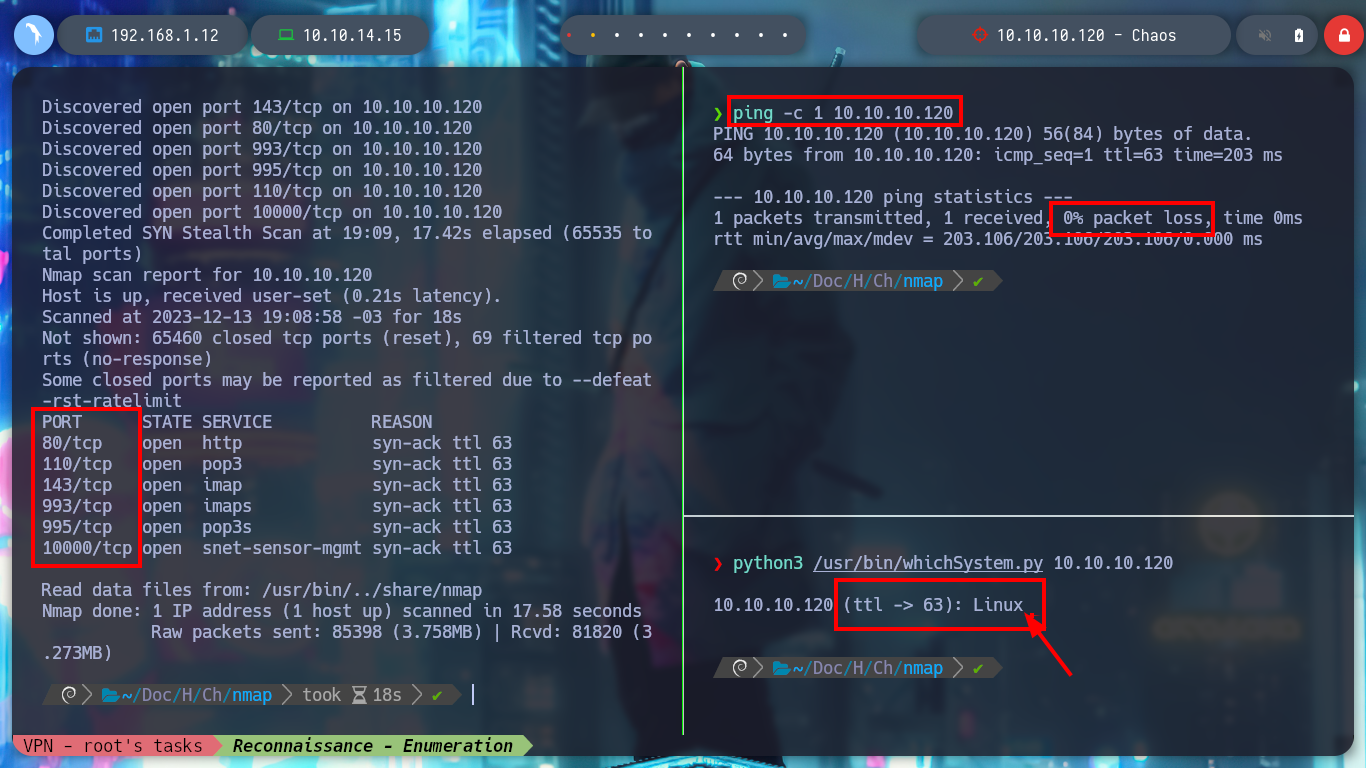 192.168.1.12
10.10.14.15
10.10.10.120 - Chaos
Discovered open port 143/tcp on 10.10.10.120
Discovered open port 80/tcp on 10.10.10.120
Discovered open port 993/tcp on 10.10.10.120
Discovered open port 995/tcp on 10.10.10.120
Discovered open port 110/tcp on 10.10.10.120
Discovered open port 10000/tcp on 10.10.10.120
Completed SYN Stealth Scan at 19:09, 17.42s elapsed (65535 to
tal ports)
Nmap scan report for 10.10.10.120
Host is up, received user-set (0.21s latency).
Scanned at 2023-12-13 19:08:58 -03 for 18s
Not shown: 65460 closed tcp ports (reset), 69 filtered tcp po
rts (no-response)
Some closed ports may be reported as filtered due to --defeat
-rst-ratelimit
PORT      STATE SERVICE          REASON
80/tcp    open  http             syn-ack ttl 63
110/tcp   open  pop3             syn-ack ttl 63
143/tcp   open  imap             syn-ack ttl 63
993/tcp   open  imaps            syn-ack ttl 63
995/tcp   open  pop3s            syn-ack ttl 63
10000/tcp open  snet-sensor-mgmt syn-ack ttl 63
Read data files from: /usr/bin/../share/nmap
Nmap done: 1 IP address (1 host up) scanned in 17.58 seconds
Raw packets sent: 85398 (3.758MB) | Rcvd: 81820 (3
.273MB)
~/Doc/H/Ch/nmap took 18s ✔
❯ ping -c 1 10.10.10.120
PING 10.10.10.120 (10.10.10.120) 56(84) bytes of data.
64 bytes from 10.10.10.120: icmp_seq=1 ttl=63 time=203 ms
--- 10.10.10.120 ping statistics ---
1 packets transmitted, 1 received, 0% packet loss, time 0ms
rtt min/avg/max/mdev = 203.106/203.106/203.106/0.000 ms
~/Doc/H/Ch/nmap ✔
❯ python3 /usr/bin/whichSystem.py 10.10.10.120
10.10.10.120 (ttl -> 63): Linux
~/Doc/H/Ch/nmap ✔
VPN - root's tasks Reconnaissance - Enumeration